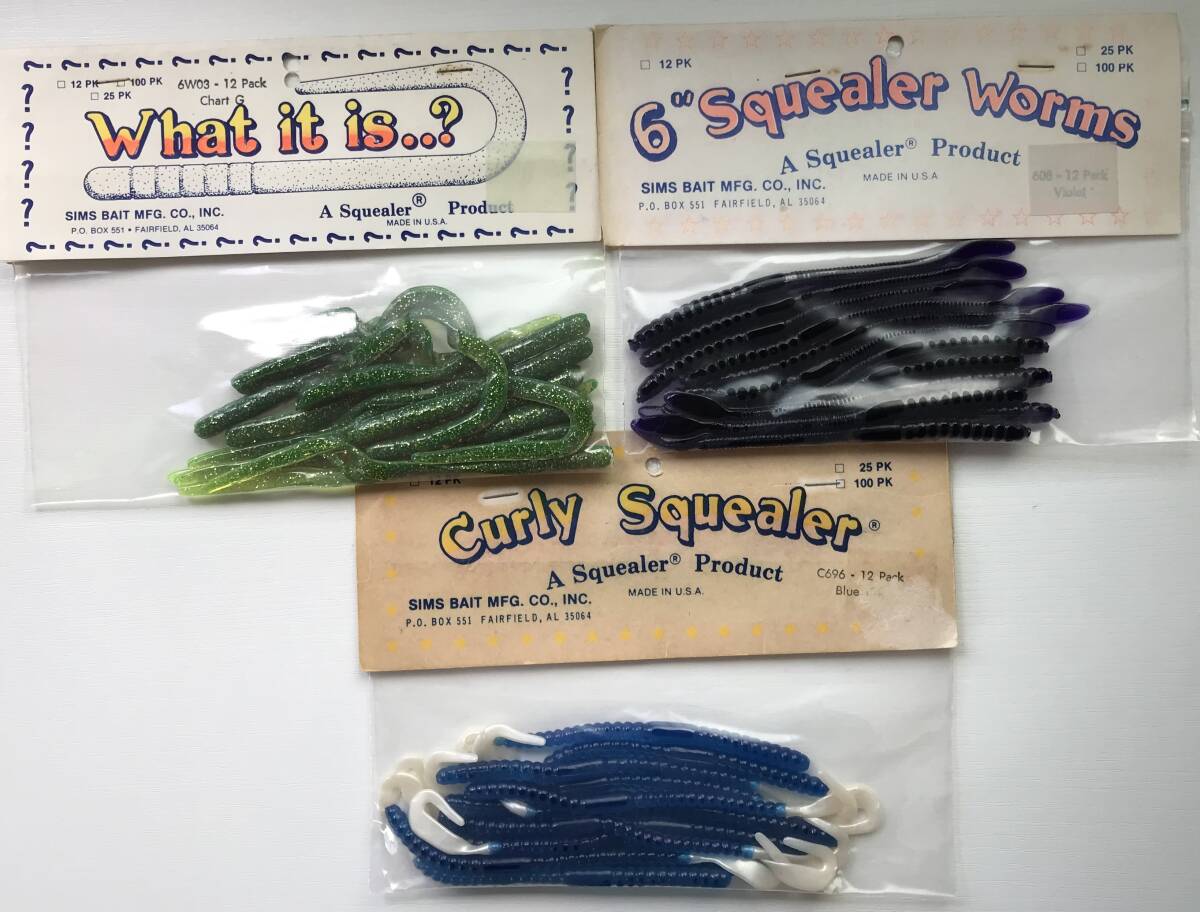 12 PK 100 PK
25 PK
6W03 - 12 Pack
Chart G
What it is..?
SIMS BAIT MFG. CO., INC.
P.O. BOX 551 • FAIRFIELD, AL 35064
A Squealer® Product
MADE IN U.S.A.
12 PK
25 PK
100 PK
6" Squealer Worms
A Squealer® Product
MADE IN U.S.A
SIMS BAIT MFG. CO., INC.
P.O. BOX 551 FAIRFIELD, AL 35064
608 - 12 Pack
Violet
12 PK
25 PK
100 PK
Curly Squealer®
A Squealer® Product
MADE IN U.S.A.
SIMS BAIT MFG. CO., INC.
P.O. BOX 551 FAIRFIELD, AL 35064
C696 - 12 Pack
Blue